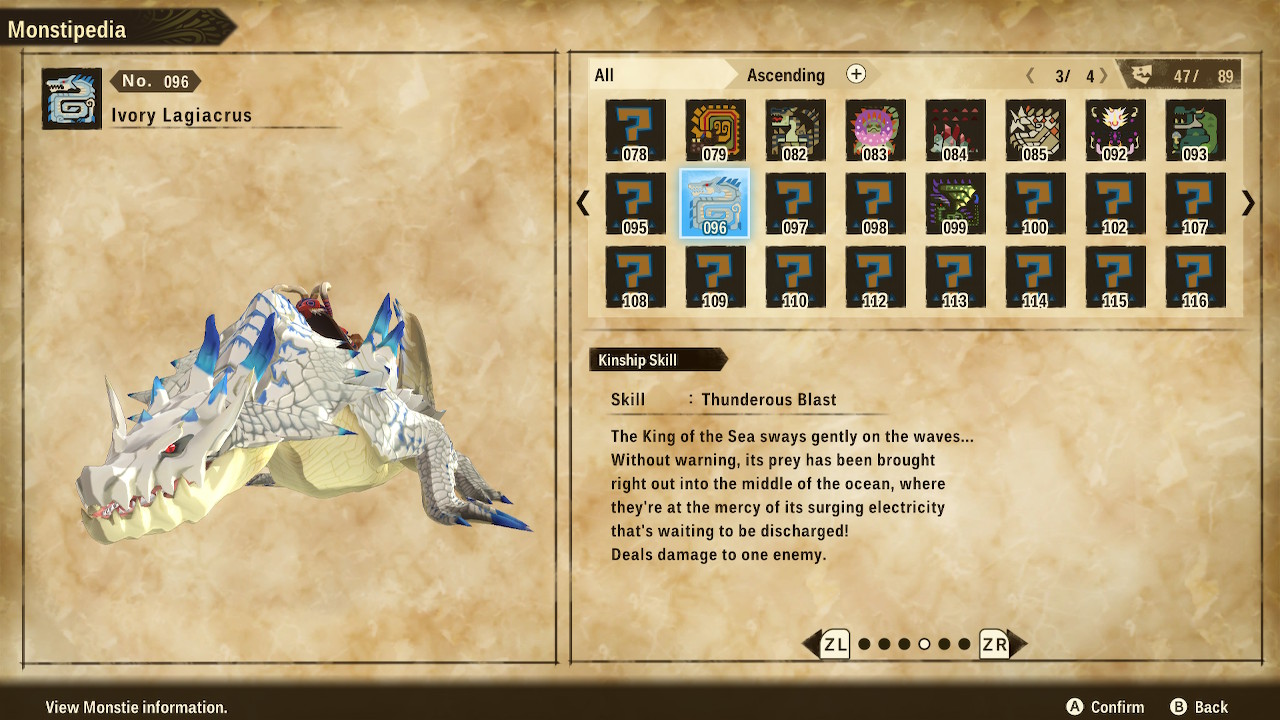 Monstipedia
No. 096
Ivory Lagiacrus
All
Ascending
3/ 4
47/ 89
078 079 082 083 084 085 092 093
095 096 097 098 099 100 102 107
108 109 110 112 113 114 115 116
Kinship Skill
Skill : Thunderous Blast
The King of the Sea sways gently on the waves...
Without warning, its prey has been brought
right out into the middle of the ocean, where
they're at the mercy of its surging electricity
that's waiting to be discharged!
Deals damage to one enemy.
ZL ZR
View Monstie information.
A Confirm B Back